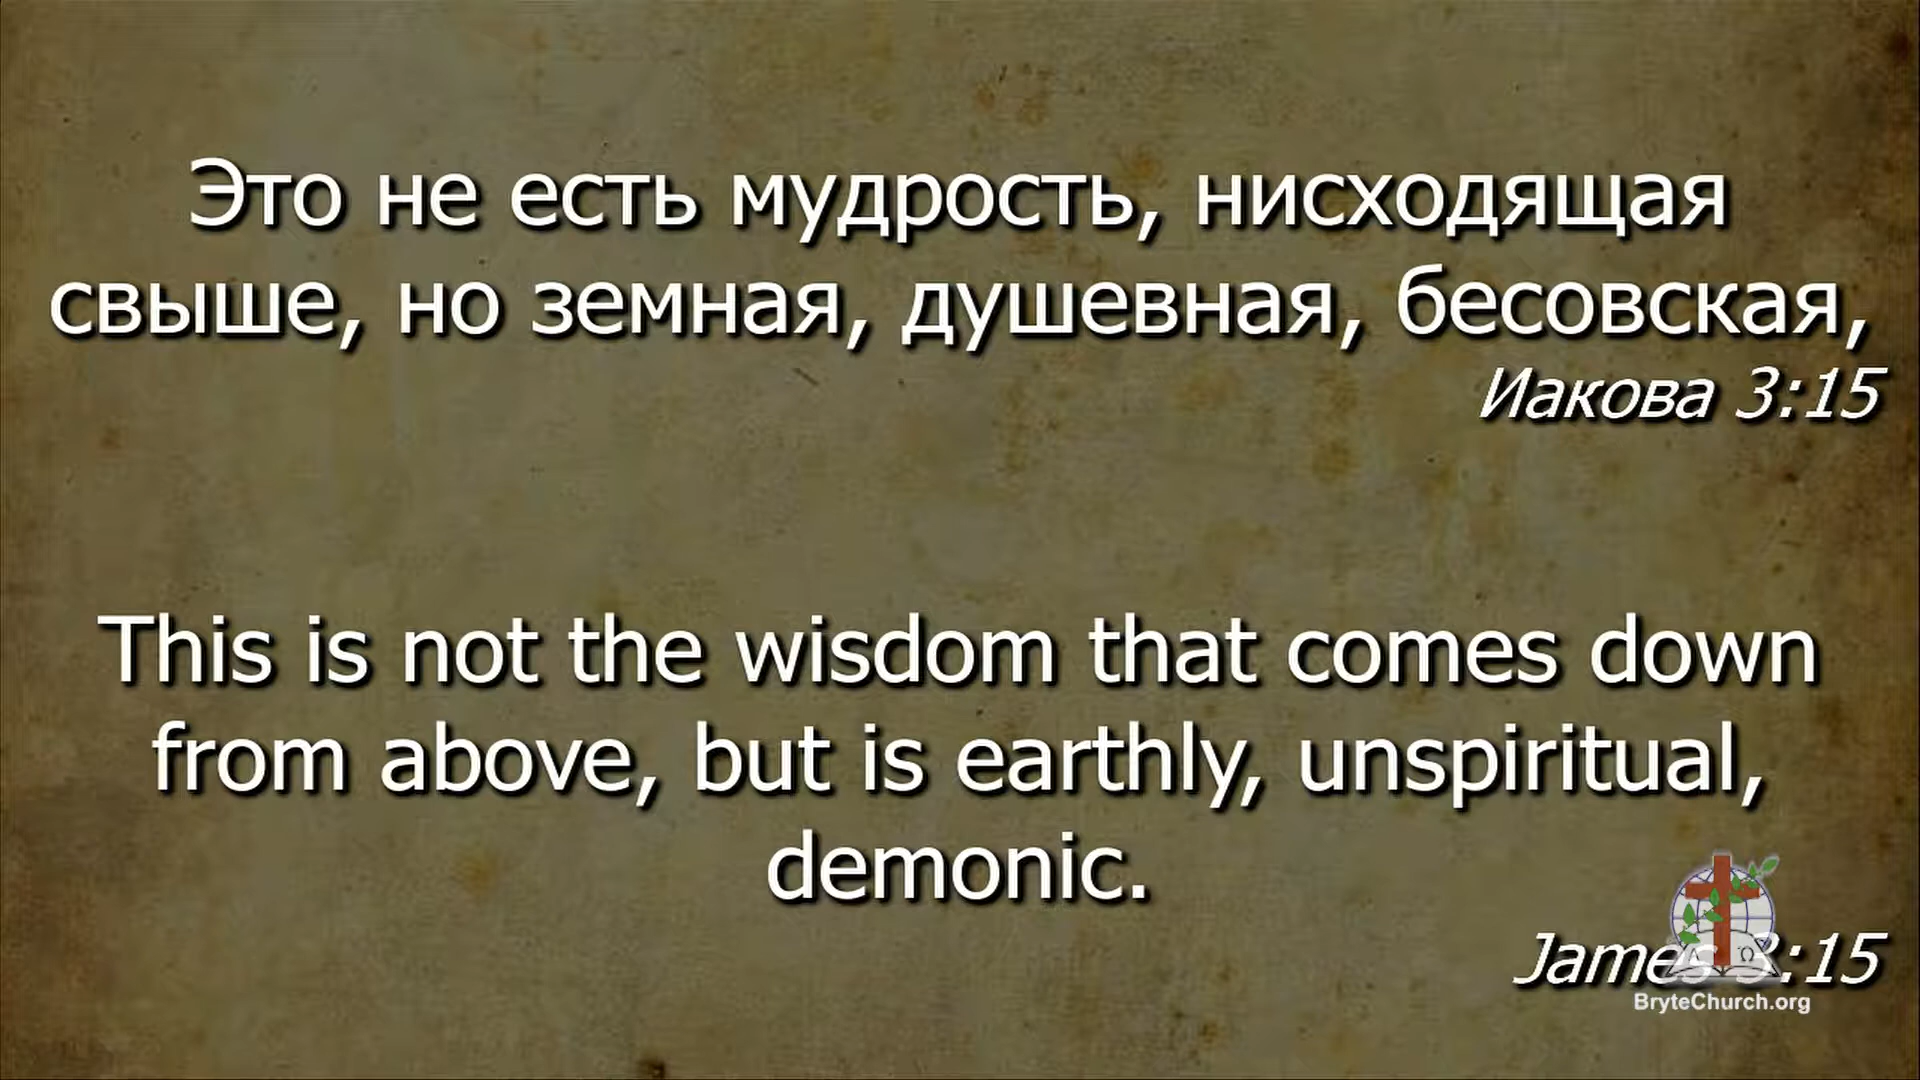 Это не есть мудрость, нисходящая
свыше, но земная, душевная, бесовская,
Иакова 3:15
This is not the wisdom that comes down
from above, but is earthly, unspiritual,
demonic.
James 3:15
BryteChurch.org